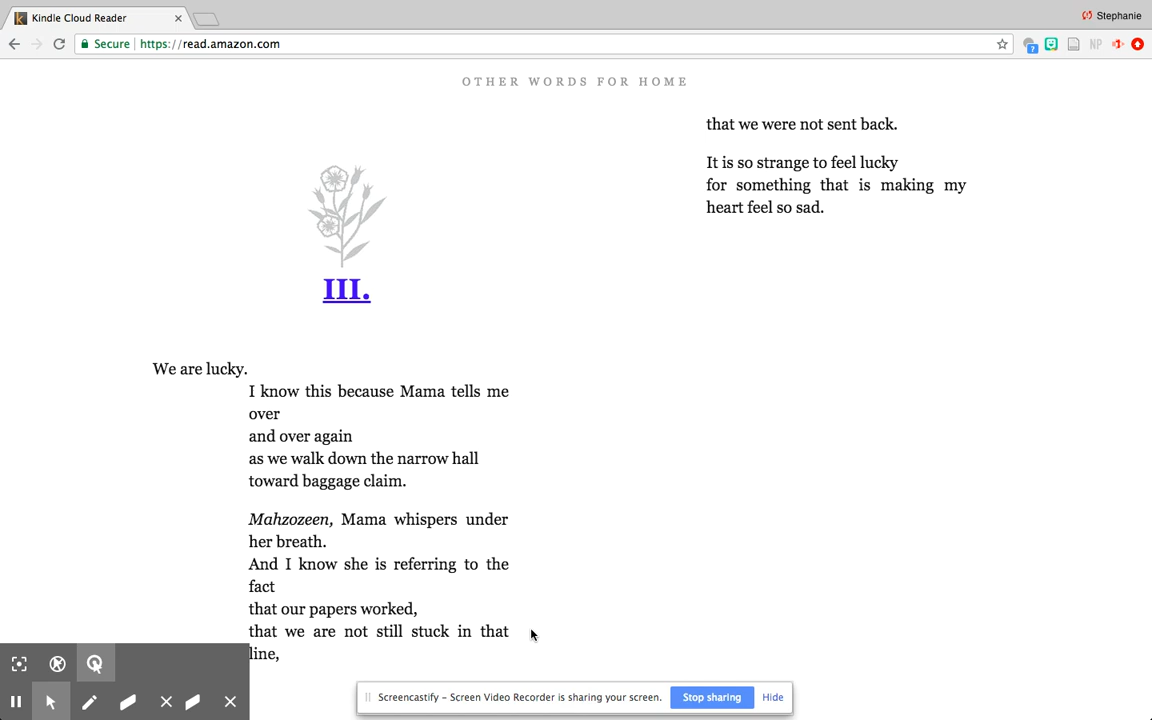 Kindle Cloud Reader
Stephanie
Secure
https://read.amazon.com
7
NP
OTHER WORDS FOR HOME
III.
We are lucky.
I know this because Mama tells me
over
and over again
as we walk down the narrow hall
toward baggage claim.
Mahzozeen, Mama whispers under
her breath.
And I know she is referring to the
fact
that our papers worked,
that we are not still stuck in that
line,
that we were not sent back.
It is so strange to feel lucky
for something that is making my
heart feel so sad.
Screencastify – Screen Video Recorder is sharing your screen.
Stop sharing
Hide